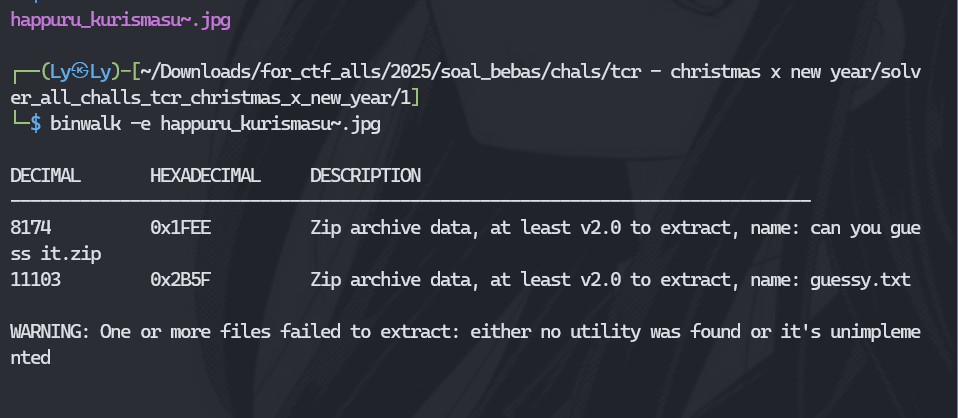 happuru_kurismasu~.jpg
┌──(Ly㉿Ly)-[~/Downloads/for_ctf_alls/2025/soal_bebas/chals/tcr - christmas x new year/solv
er_all_challs_tcr_christmas_x_new_year/1]
└─$ binwalk -e happuru_kurismasu~.jpg
DECIMAL       HEXADECIMAL     DESCRIPTION
--------------------------------------------------------------------------------
8174          0x1FEE          Zip archive data, at least v2.0 to extract, name: can you gue
ss it.zip
11103         0x2B5F          Zip archive data, at least v2.0 to extract, name: guessy.txt
WARNING: One or more files failed to extract: either no utility was found or it's unimpleme
nted